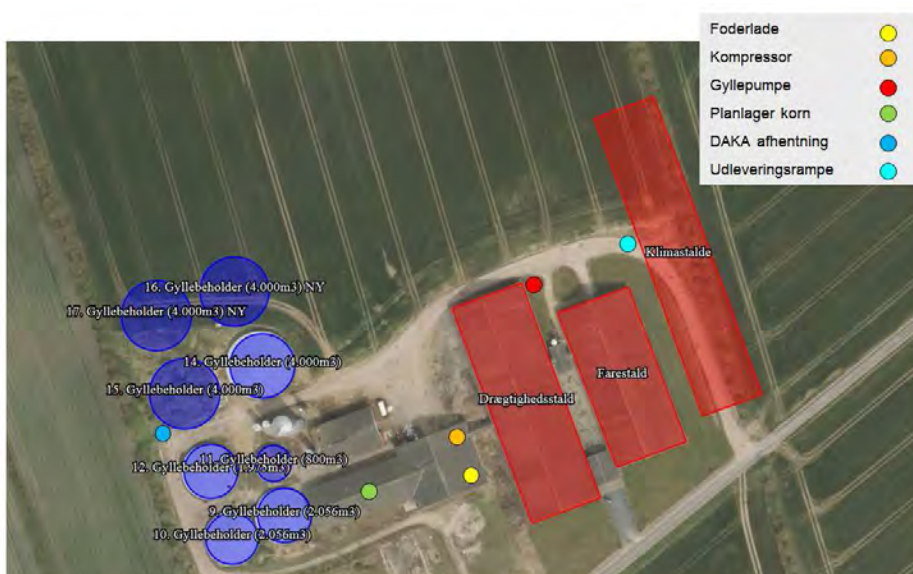 Foderlade
Kompressor
Gyllepumpe
Planlager korn
DAKA afhentning
Udleveringsrampe
Klimastalde
16. Gyllebeholder (4.000m3) NY
17. Gyllebeholder (4.000m3) NY
14. Gyllebeholder (4.000m3)
Farestald
15. Gyllebeholder (4.000m3)
Drægtighedsstald
11. Gyllebeholder (800m3)
12. Gyllebeholder (1.975m3)
9. Gyllebeholder (2.056m3)
10. Gyllebeholder (2.056m3)